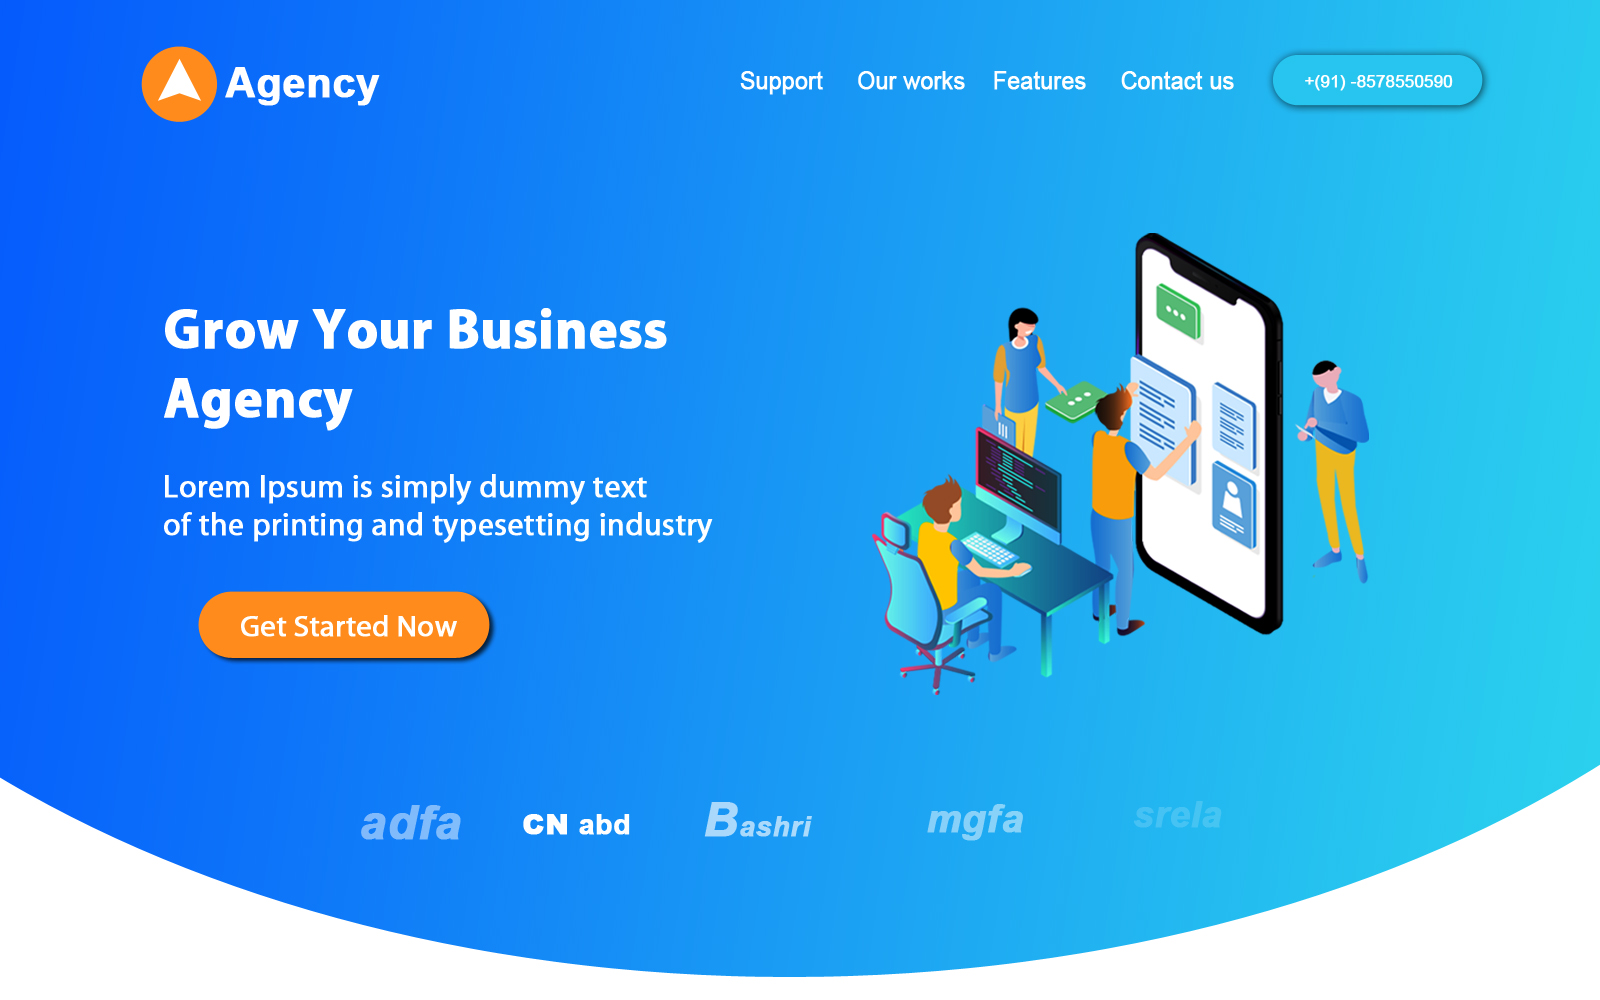 Agency
Support Our works Features Contact us +(91) -8578550590
Grow Your Business
Agency
Lorem Ipsum is simply dummy text
of the printing and typesetting industry
Get Started Now
adfa CN abd Bashri mgfa srela